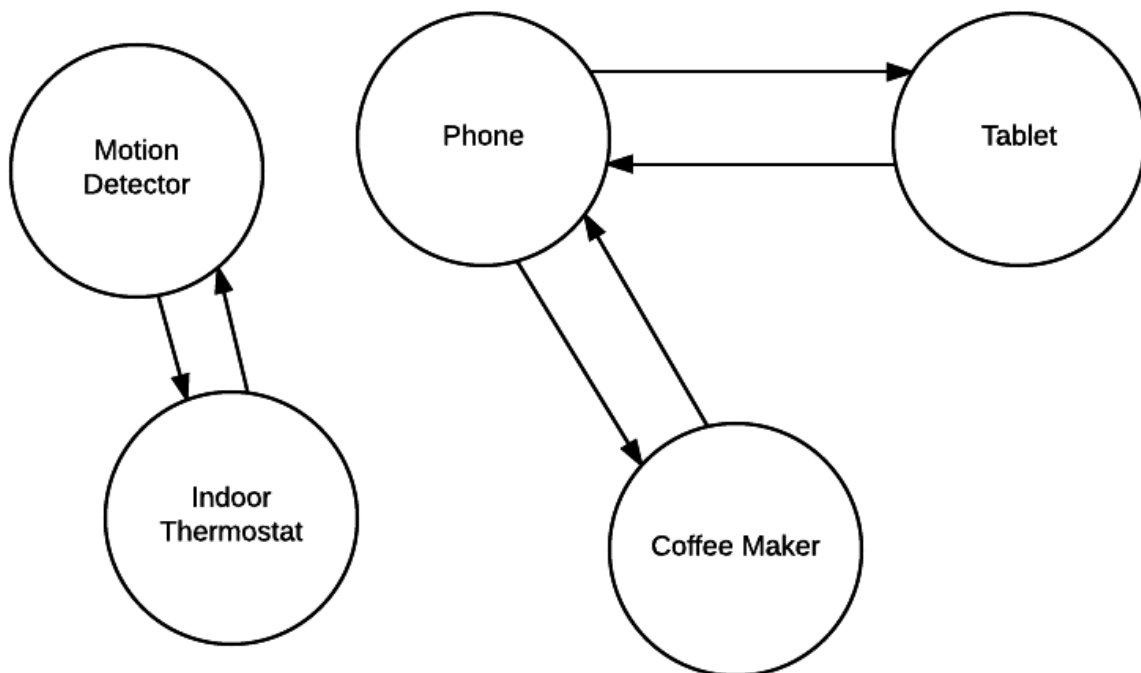 Motion
Detector
Phone
Tablet
Indoor
Thermostat
Coffee Maker